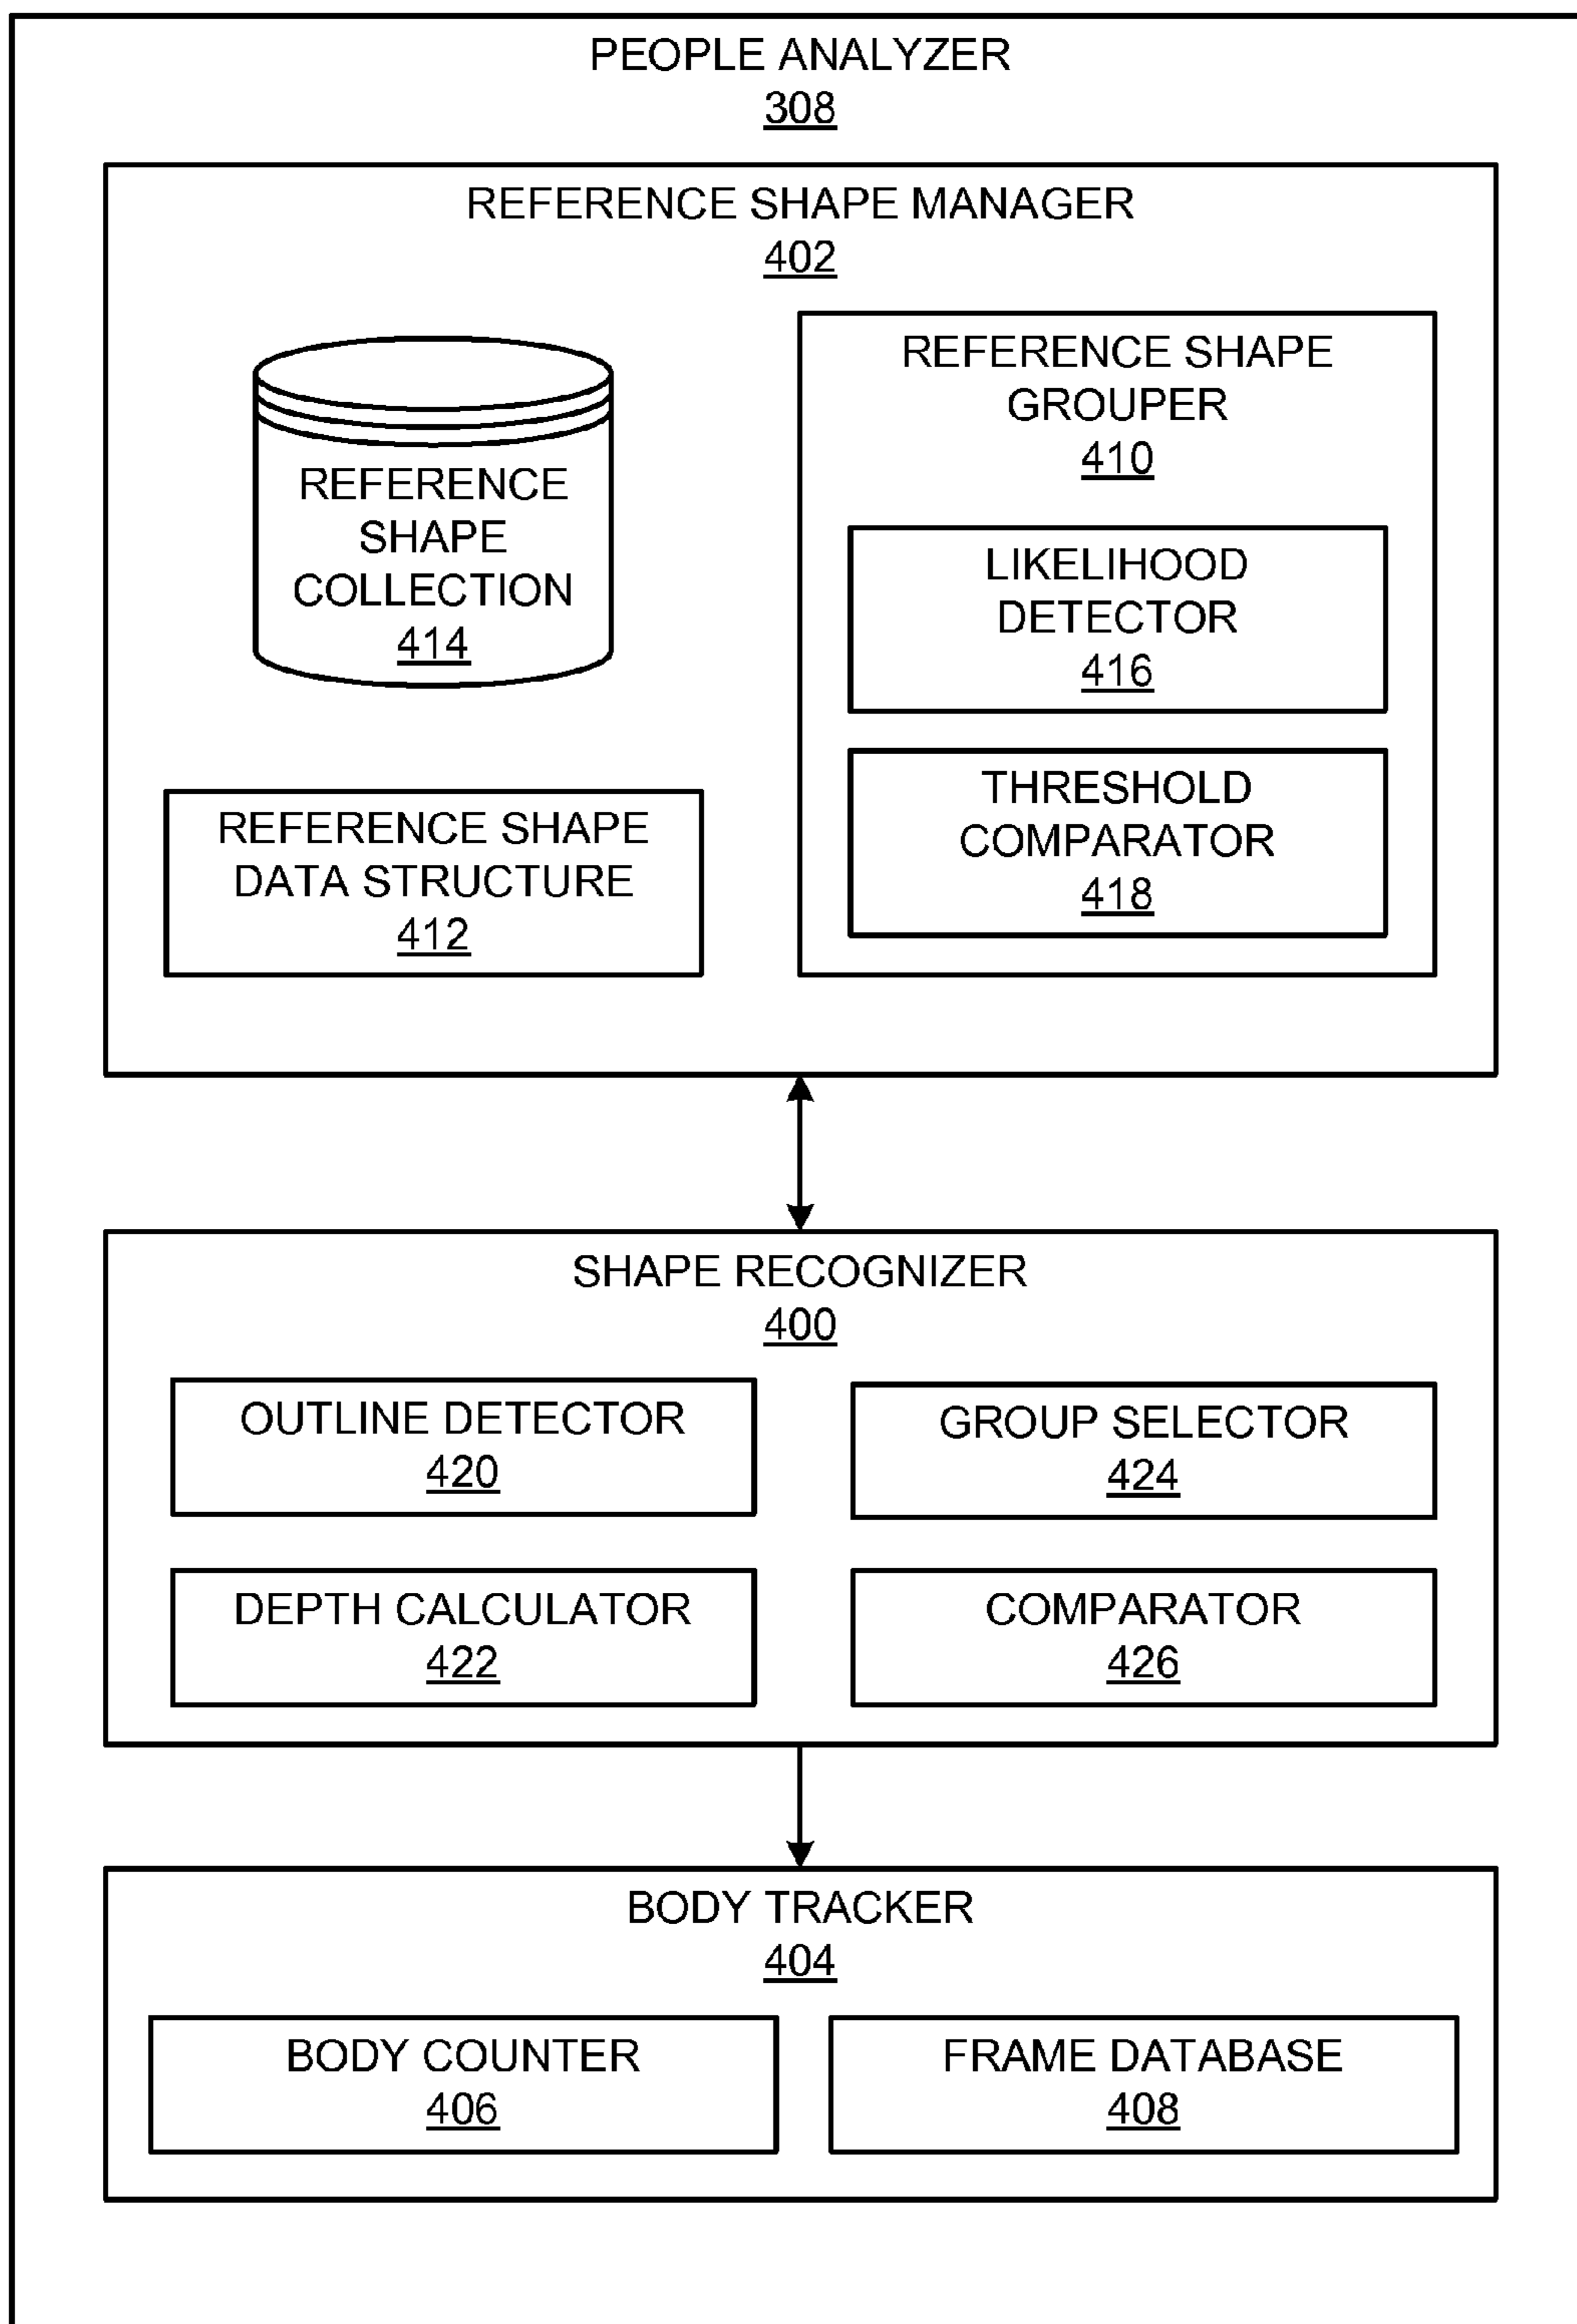 PEOPLE ANALYZER
308
REFERENCE SHAPE MANAGER
402
REFERENCE
SHAPE
COLLECTION
414
REFERENCE SHAPE
DATA STRUCTURE
412
REFERENCE SHAPE
GROUPER
410
LIKELIHOOD
DETECTOR
416
THRESHOLD
COMPARATOR
418
SHAPE RECOGNIZER
400
OUTLINE DETECTOR
420
GROUP SELECTOR
424
DEPTH CALCULATOR
422
COMPARATOR
426
BODY TRACKER
404
BODY COUNTER
406
FRAME DATABASE
408